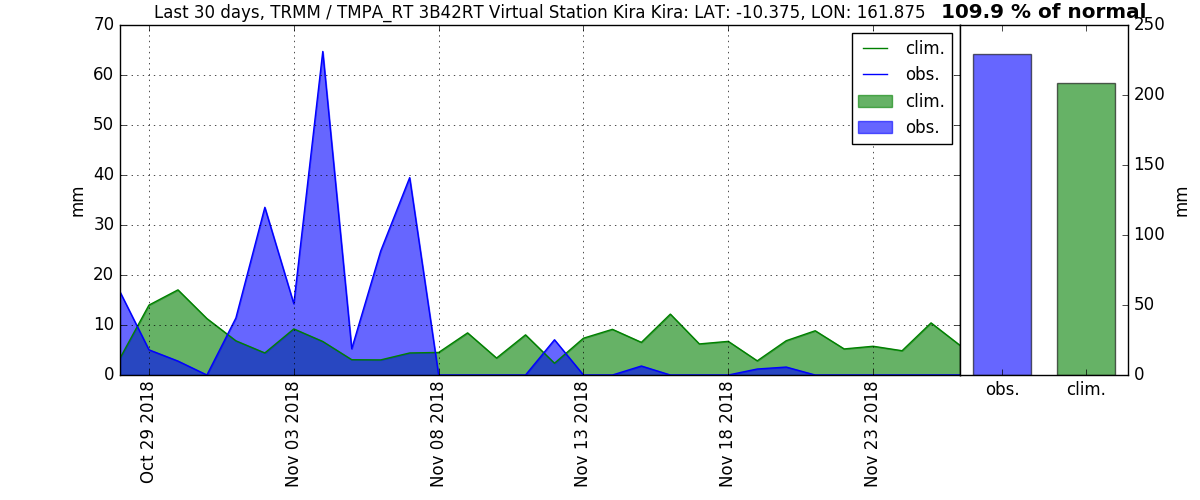 Last 30 days, TRMM / TMPA_RT 3B42RT Virtual Station Kira Kira: LAT: -10.375, LON: 161.875 109.9 % of normal
70
60
50
40
30
20
10
0
mm
clim.
obs.
clim.
obs.
250
200
150
100
50
0
mm
obs. clim.
Oct 29 2018
Nov 03 2018
Nov 08 2018
Nov 13 2018
Nov 18 2018
Nov 23 2018